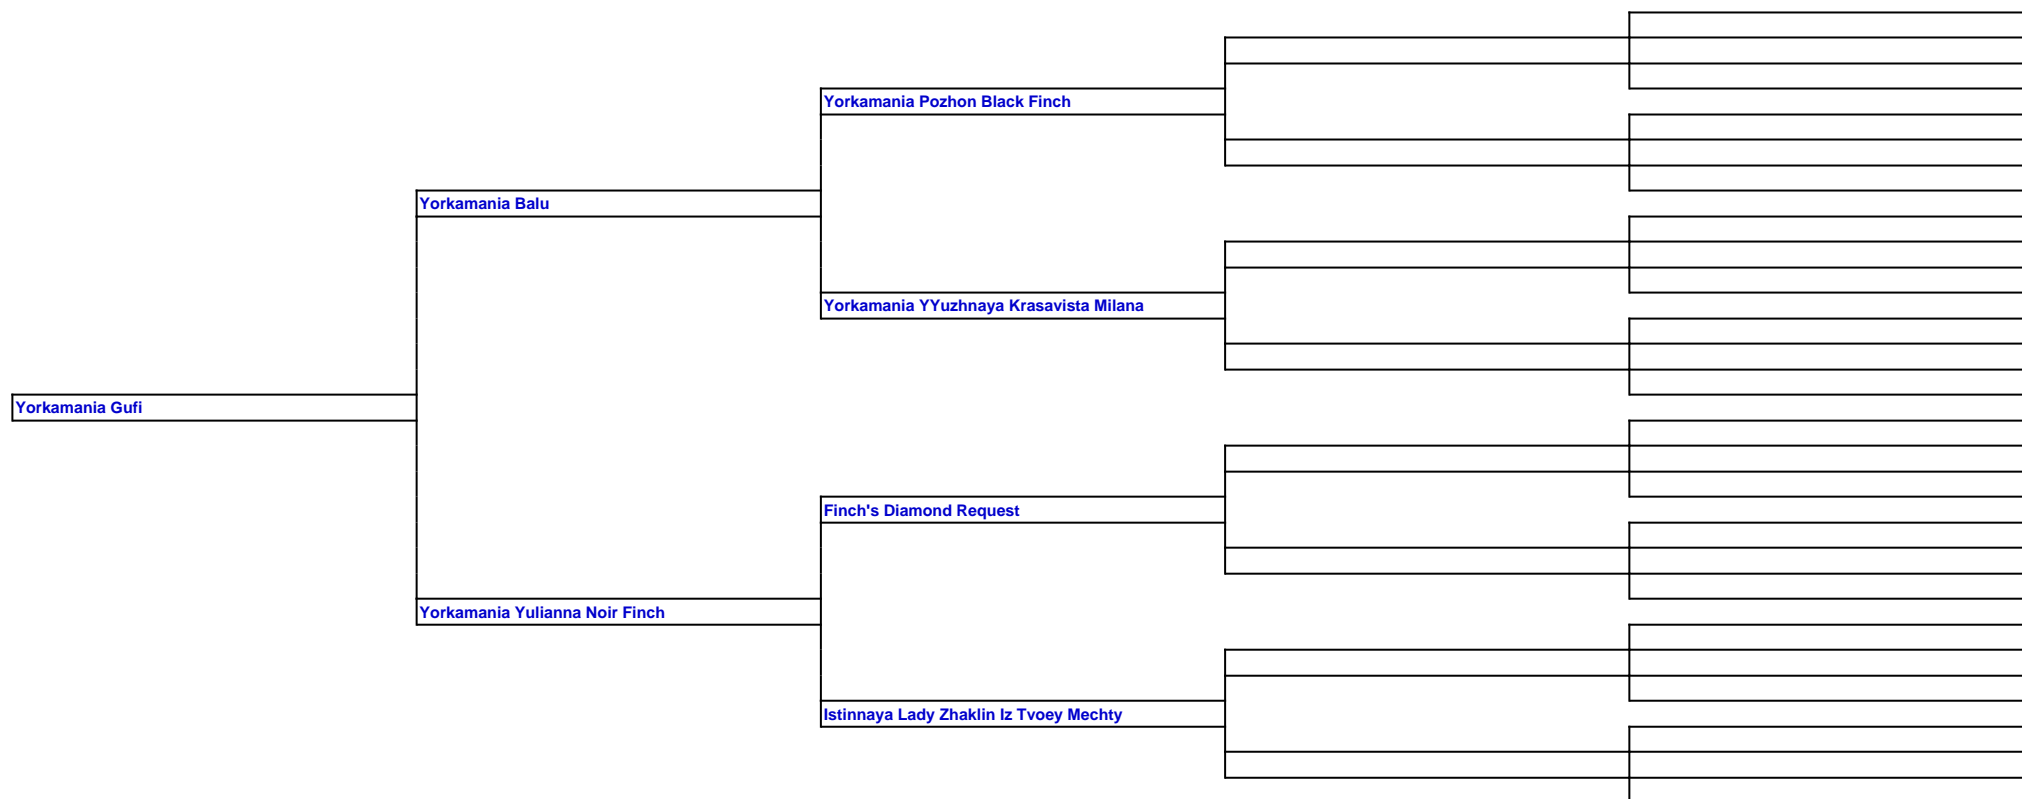 Yorkamania Pozhon Black Finch
Yorkamania Balu
Yorkamania YYuzhnaya Krasavista Milana
Yorkamania Gufi
Finch's Diamond Request
Yorkamania Yulianna Noir Finch
Istinnaya Lady Zhaklin Iz Tvoey Mechty